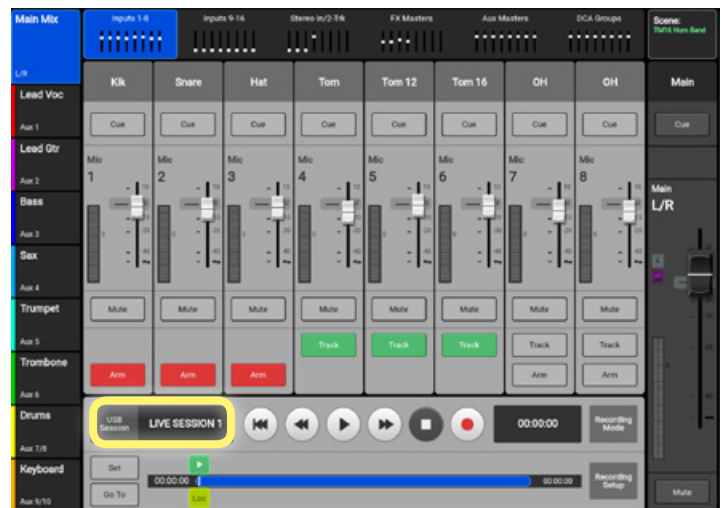 Main Mix
L/R
Inputs 1-8
Inputs 9-16
Stereo In/2-Trk
FX Masters
Aux Masters
DCA Groups
Scene:
TM16 Horn Band
Lead Voc
Aux 1
Lead Gtr
Aux 2
Bass
Aux 3
Sax
Aux 4
Trumpet
Aux 5
Trombone
Aux 6
Drums
Aux 7/8
Keyboard
Aux 9/10
Kik Snare Hat Tom Tom 12 Tom 16 OH OH Main
Cue Cue Cue Cue Cue Cue Cue Cue Cue
Mic Mic Mic Mic Mic Mic Mic Mic
1 2 3 4 5 6 7 8
Main
L/R
Mute Mute Mute Mute Mute Mute Mute Mute
Track Track Track Track Track
Arm Arm Arm Arm Arm
USB
Session
LIVE SESSION 1
00:00:00
Recording
Mode
Set
Go To
00:00:00
Loc
00:00:00
Recording
Setup
Mute